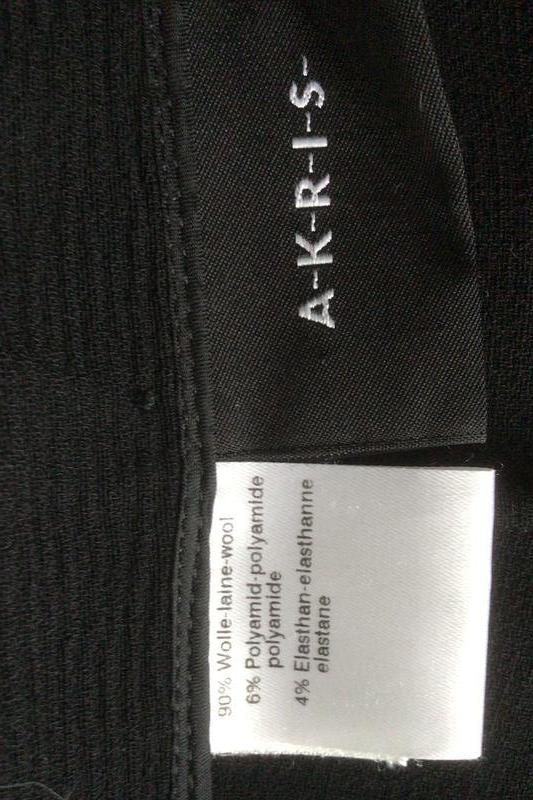 A-K-R-I-S-
90% Wolle-laine-wool
6% Polyamid-polyamide
polyamide
4% Elasthan-elasthanne
elastane